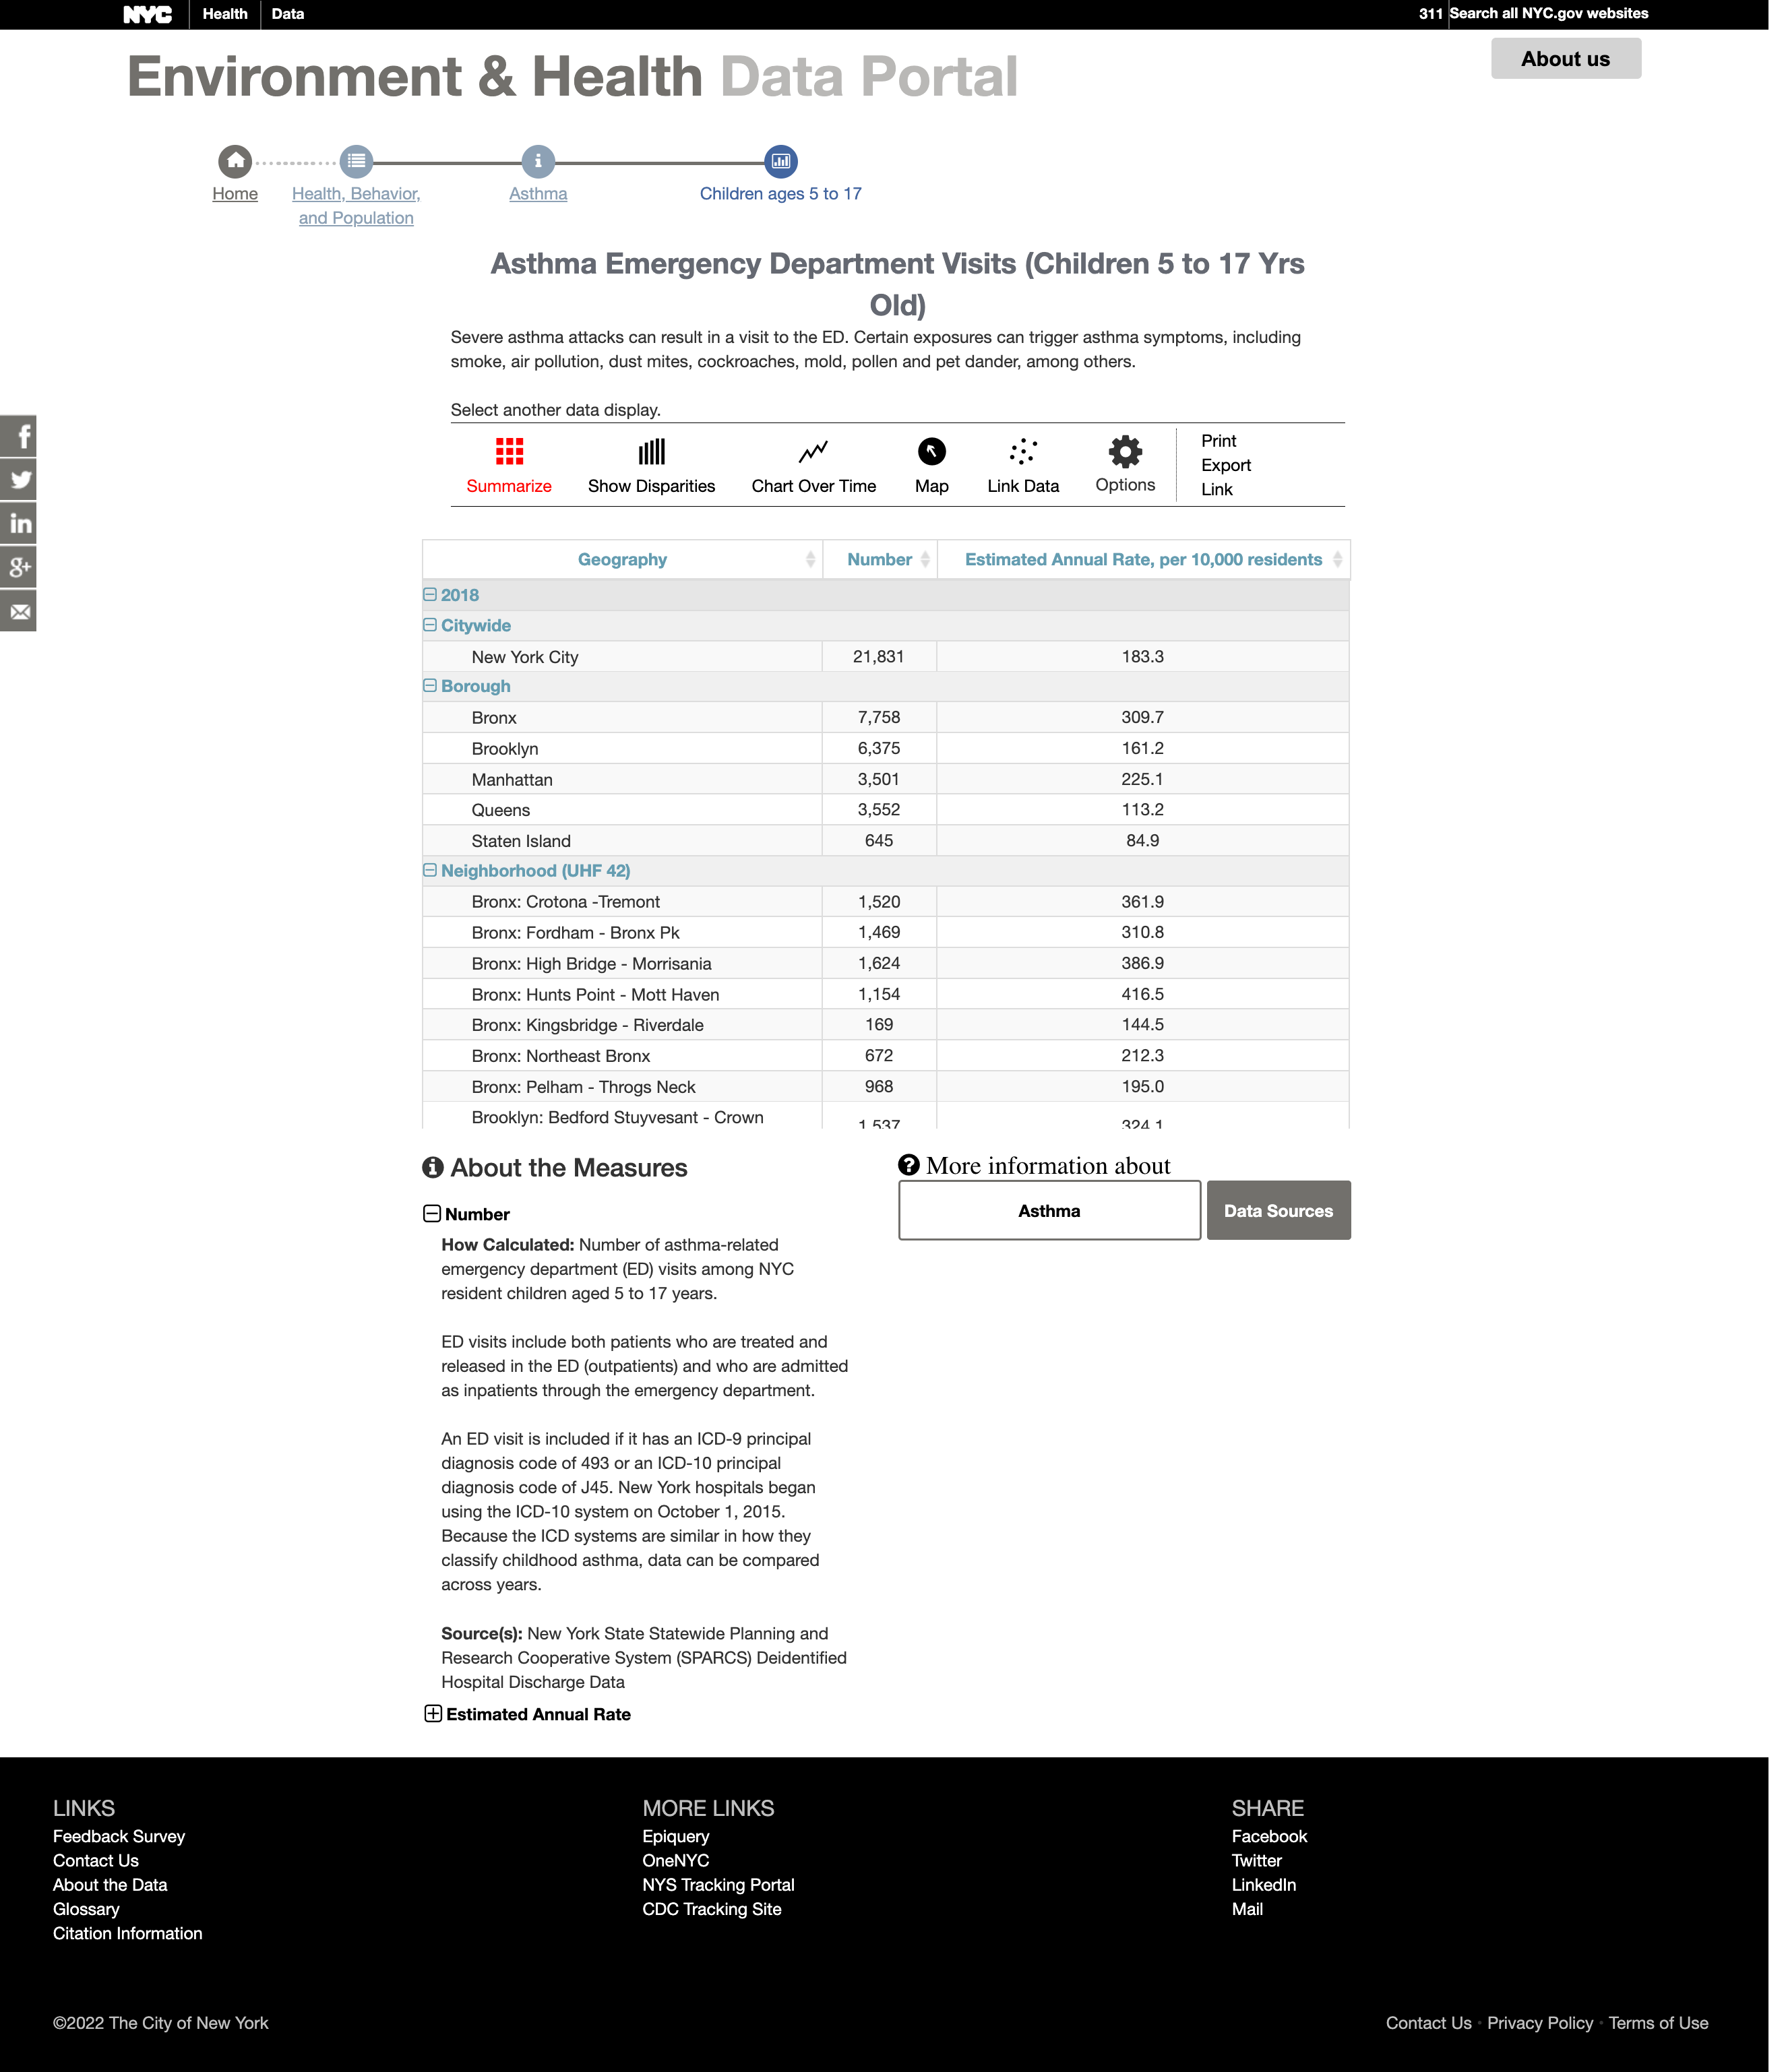 NYC Health Data 311 Search all NYC.gov websites
Environment & Health Data Portal
About us
Home
Health, Behavior,
and Population
Asthma
Children ages 5 to 17
Asthma Emergency Department Visits (Children 5 to 17 Yrs
Old)
Severe asthma attacks can result in a visit to the ED. Certain exposures can trigger asthma symptoms, including
smoke, air pollution, dust mites, cockroaches, mold, pollen and pet dander, among others.
Select another data display.
Summarize
Show Disparities
Chart Over Time
Map
Link Data
Options
Print
Export
Link
Geography Number Estimated Annual Rate, per 10,000 residents
2018
Citywide
New York City 21,831 183.3
Borough
Bronx 7,758 309.7
Brooklyn 6,375 161.2
Manhattan 3,501 225.1
Queens 3,552 113.2
Staten Island 645 84.9
Neighborhood (UHF 42)
Bronx: Crotona -Tremont 1,520 361.9
Bronx: Fordham - Bronx Pk 1,469 310.8
Bronx: High Bridge - Morrisania 1,624 386.9
Bronx: Hunts Point - Mott Haven 1,154 416.5
Bronx: Kingsbridge - Riverdale 169 144.5
Bronx: Northeast Bronx 672 212.3
Bronx: Pelham - Throgs Neck 968 195.0
Brooklyn: Bedford Stuyvesant - Crown 1,537 324.1
About the Measures
Number
How Calculated: Number of asthma-related
emergency department (ED) visits among NYC
resident children aged 5 to 17 years.
ED visits include both patients who are treated and
released in the ED (outpatients) and who are admitted
as inpatients through the emergency department.
An ED visit is included if it has an ICD-9 principal
diagnosis code of 493 or an ICD-10 principal
diagnosis code of J45. New York hospitals began
using the ICD-10 system on October 1, 2015.
Because the ICD systems are similar in how they
classify childhood asthma, data can be compared
across years.
Source(s): New York State Statewide Planning and
Research Cooperative System (SPARCS) Deidentified
Hospital Discharge Data
Estimated Annual Rate
More information about
Asthma
Data Sources
LINKS
Feedback Survey
Contact Us
About the Data
Glossary
Citation Information
MORE LINKS
Epiquery
OneNYC
NYS Tracking Portal
CDC Tracking Site
SHARE
Facebook
Twitter
LinkedIn
Mail
©2022 The City of New York
Contact Us • Privacy Policy • Terms of Use